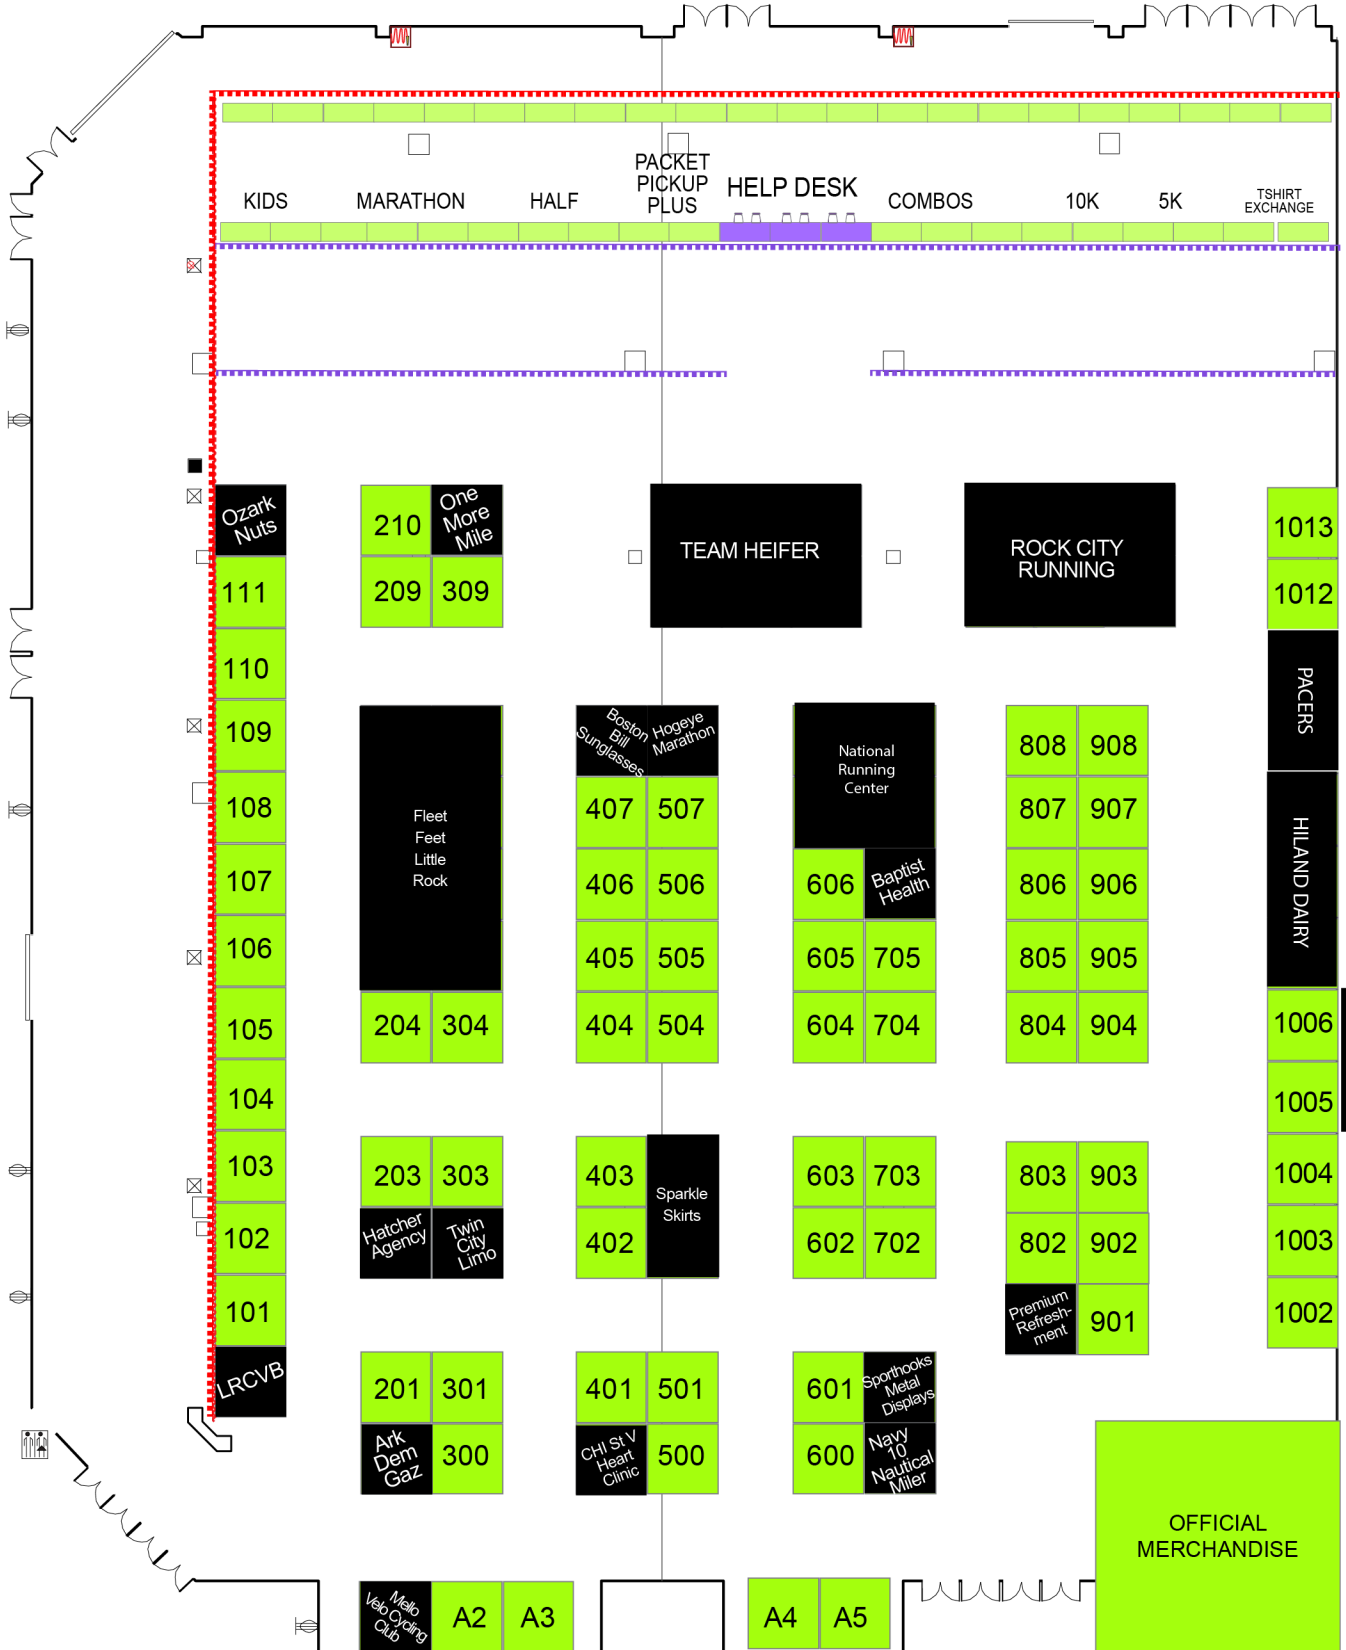 PACKET
PICKUP
PLUS
KIDS
MARATHON
HALF
HELP DESK
COMBOS
10K
5K
TSHIRT
EXCHANGE
Ozark
Nuts
210
One
More
Mile
TEAM HEIFER
ROCK CITY
RUNNING
1013
111
209
309
1012
110
PACERS
109
Fleet
Feet
Little
Rock
Boston
Bill
Sunglasses
Hogeye
Marathon
National
Running
Center
808
908
108
407
507
807
907
HILAND DAIRY
107
406
506
606
Baptist
Health
806
906
106
405
505
605
705
805
905
105
204
304
404
504
604
704
804
904
1006
104
1005
103
203
303
403
Sparkle
Skirts
603
703
803
903
1004
102
Hatcher
Agency
Twin
City
Limo
402
602
702
802
902
1003
101
Premium
Refresh-
ment
901
1002
LRCVB
201
301
401
501
601
Sporthooks
Metal
Displays
Ark
Dem
Gaz
300
CHI St V
Heart
Clinic
500
600
Navy
10
Nautical
Miler
OFFICIAL
MERCHANDISE
Mello
Velo Cycling
Club
A2
A3
A4
A5